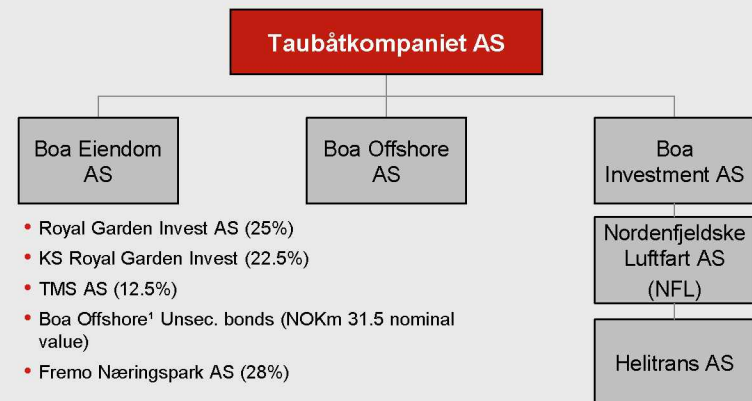 Taubåtkompaniet AS
Boa Eiendom
AS
Boa Offshore
AS
Boa
Investment AS
• Royal Garden Invest AS (25%)
• KS Royal Garden Invest (22.5%)
• TMS AS (12.5%)
• Boa Offshore¹ Unsec. bonds (NOKm 31.5 nominal
value)
• Fremo Næringspark AS (28%)
Nordenfjeldske
Luftfart AS
(NFL)
Helitrans AS